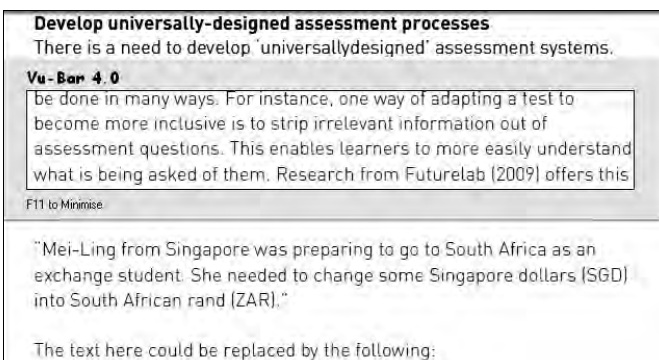 Develop universally-designed assessment processes
There is a need to develop ‘universallydesigned’ assessment systems.
Vu-Bar 4.0
be done in many ways. For instance, one way of adapting a test to
become more inclusive is to strip irrelevant information out of
assessment questions. This enables learners to more easily understand
what is being asked of them. Research from Futurelab (2009) offers this
F11 to Minimise
“Mei-Ling from Singapore was preparing to go to South Africa as an
exchange student. She needed to change some Singapore dollars (SGD)
into South African rand (ZAR).”
The text here could be replaced by the following: